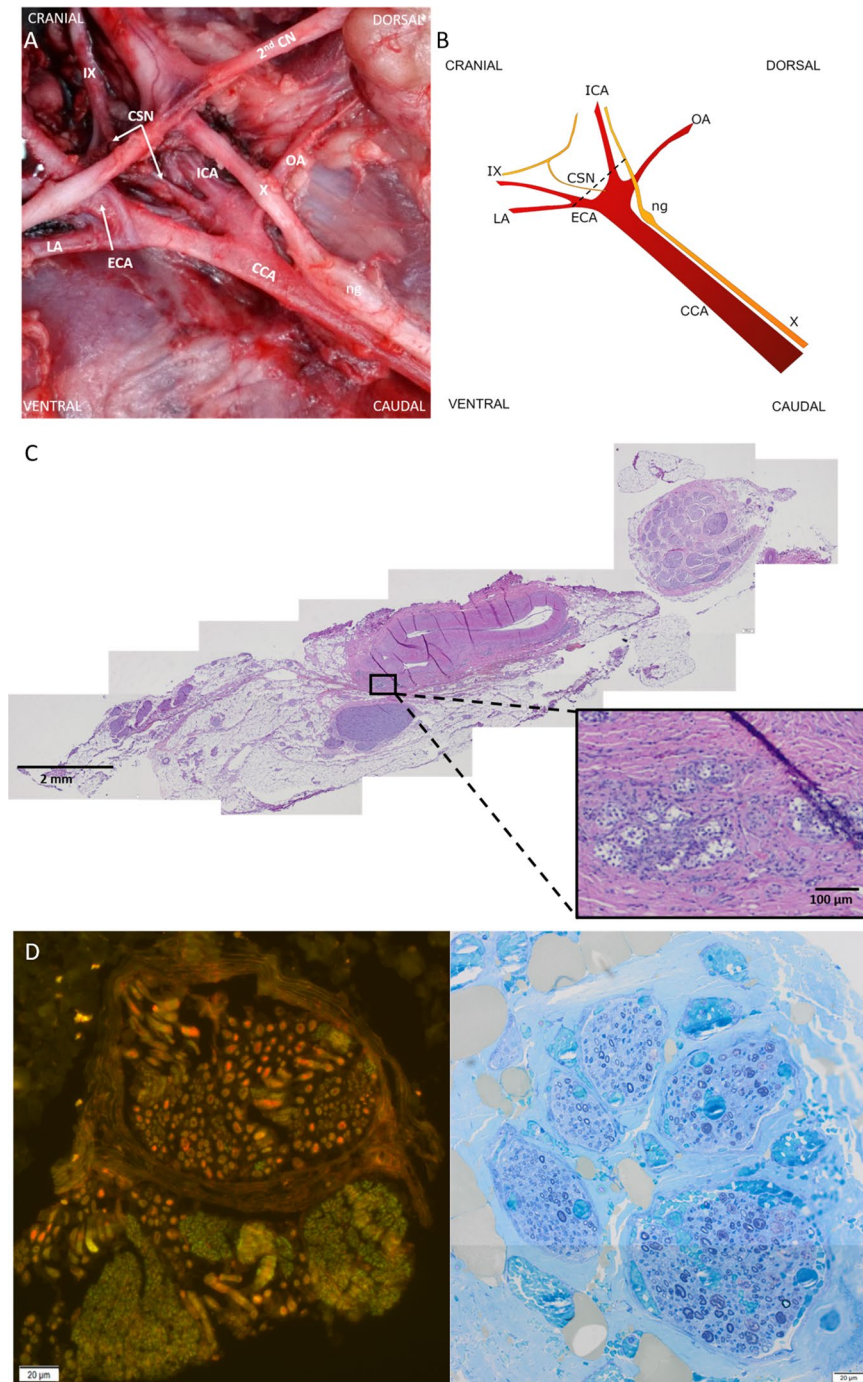 CRANIAL
DORSAL
A
2nd CN
IX
CSN
ICA
OA
X
LA
ECA
CCA
ng
VENTRAL
CAUDAL
B
CRANIAL
DORSAL
ICA
OA
IX
CSN
ng
LA
ECA
CCA
X
VENTRAL
CAUDAL
C
2 mm
100 µm
D
20 µm
20 µm